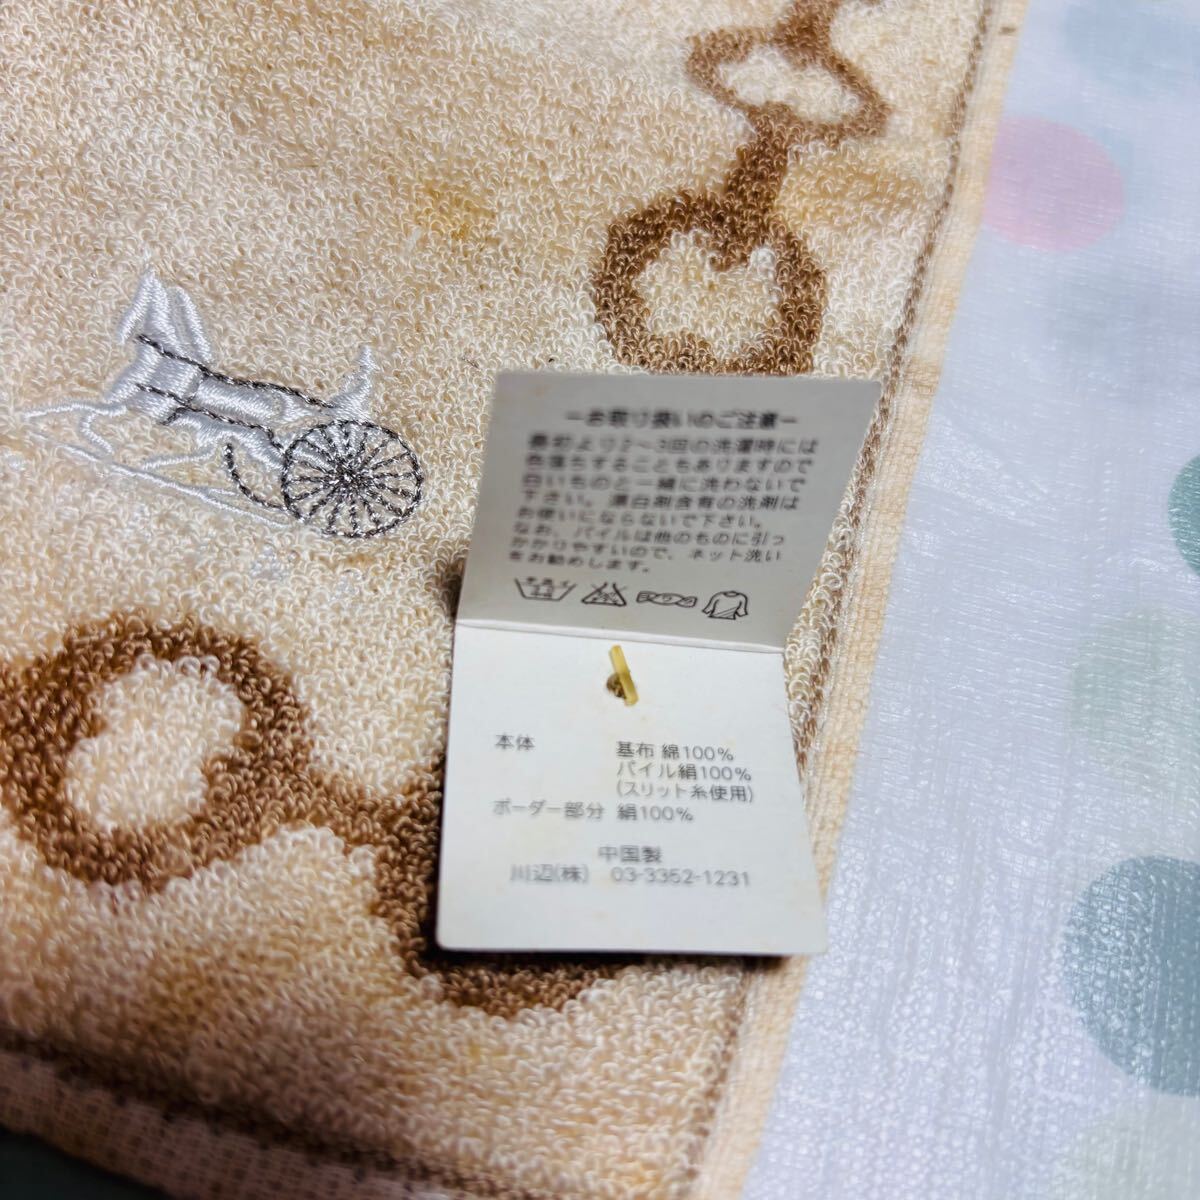 －お取り扱いのご注意－
最初より2～3回の洗濯時には
色落ちすることもありますので
白いものと一緒に洗わないで
下さい。漂白剤含有の洗剤は
お使いにならないで下さい。
なお、パイルは他のものに引っ
かかりやすいので、ネット洗い
をお勧めします。
本体 基布 綿100%
パイル絹100%
(スリット糸使用)
ボーダー部分 絹100%
中国製
川辺(株) 03-3352-1231